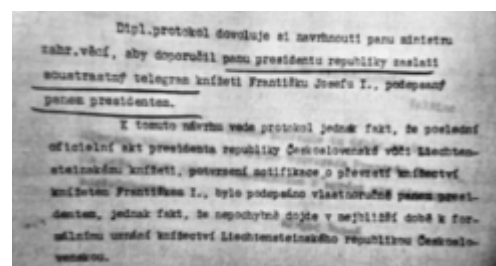 Dipl.protokol dovoluje si navrhnouti panu ministru
zahr.věcí, aby doporučil panu presidentu republiky zaslati
soustrastný telegram knížeti Františku Josefu I., podepsaný
panem presidentem.
K tomuto návrhu vede protokol jednak fakt, že poslední
oficielní akt presidenta republiky Československé vůči Liechten-
steinskému knížeti, potvrzení notifikace o převzetí knížectví
knížetem Františkem I., bylo podepsáno vlastnoručně panem presi-
dentem, jednak fakt, že nepochybně dojde v nejbližší době k for-
málnímu uznání knížectví Liechtensteinského republikou Českoslo-
venskou.